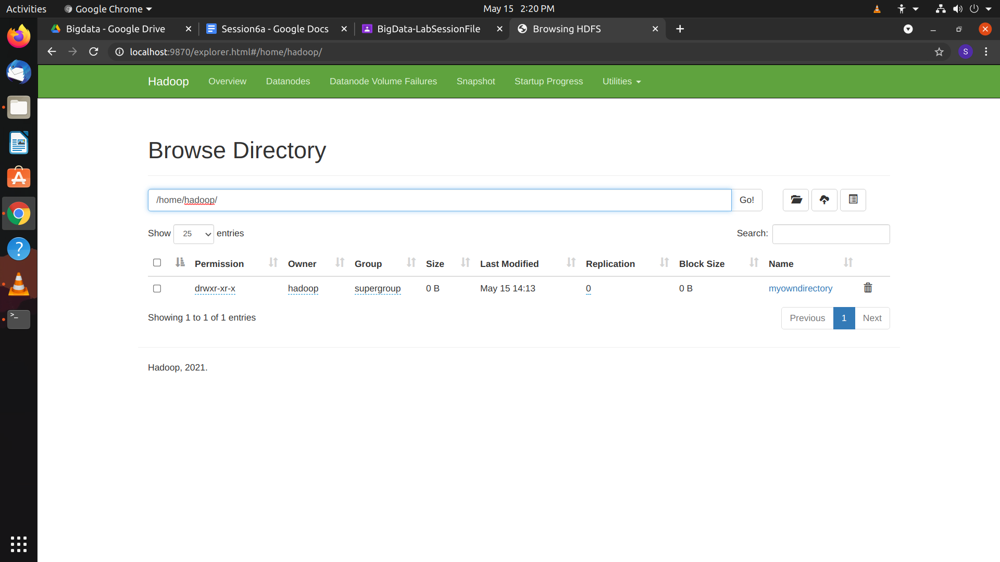 Activities Google Chrome May 15 2:20 PM
Bigdata - Google Drive Session6a - Google Docs BigData-LabSessionFile Browsing HDFS
localhost:9870/explorer.html#/home/hadoop/ S
Hadoop Overview Datanodes Datanode Volume Failures Snapshot Startup Progress Utilities
Browse Directory
/home/hadoop/ Go!
Show 25 entries Search:
Permission Owner Group Size Last Modified Replication Block Size Name
drwxr-xr-x hadoop supergroup 0 B May 15 14:13 0 0 B myowndirectory
Showing 1 to 1 of 1 entries Previous 1 Next
Hadoop, 2021.